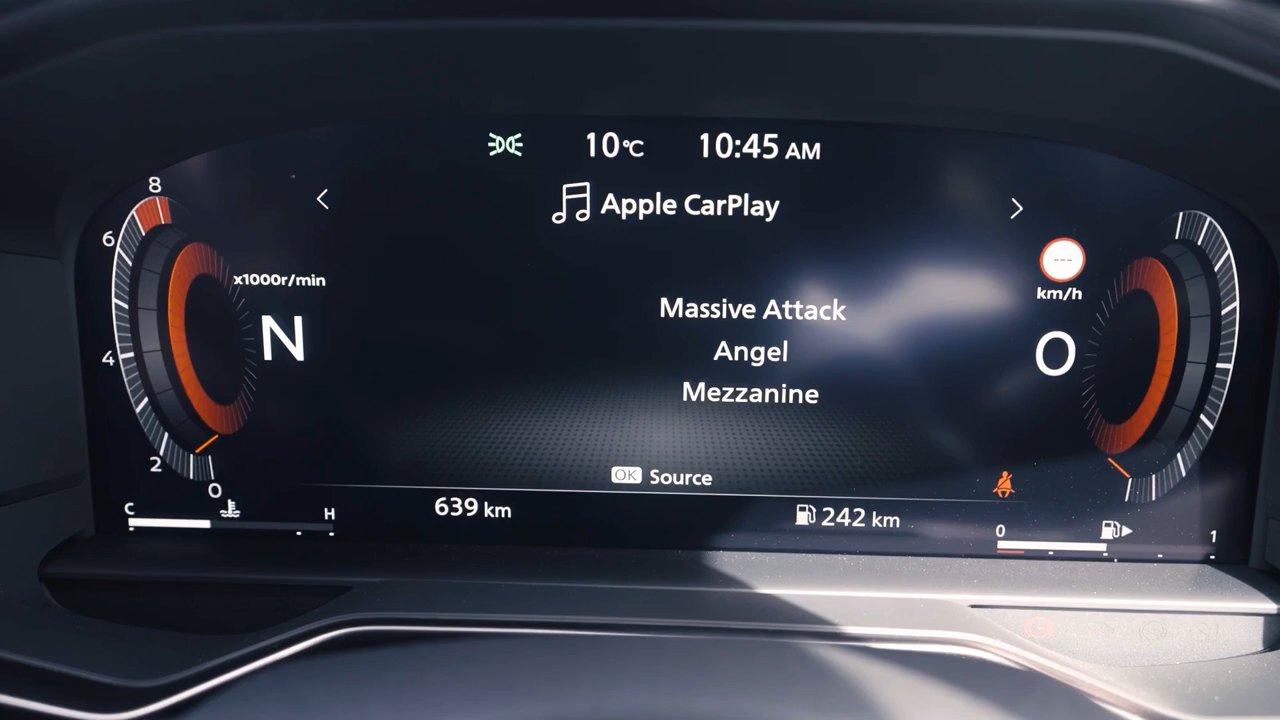 10°C 10:45 AM
Apple CarPlay
8
6
x1000r/min
N
4
2
0
Massive Attack
Angel
Mezzanine
---
km/h
0
OK Source
C H
639 km
242 km
0 1